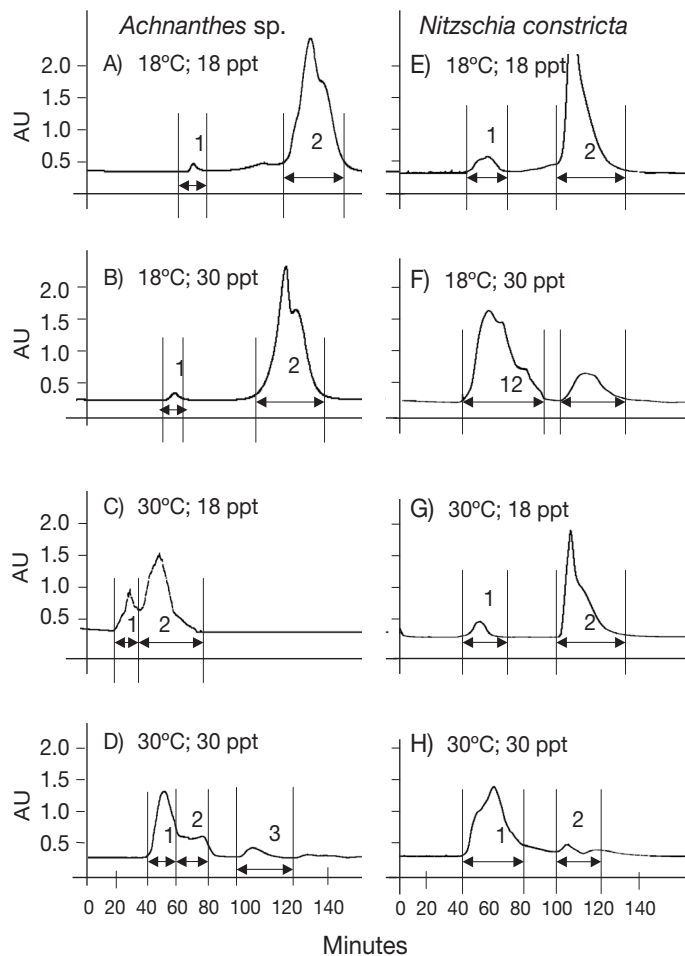 Achnanthes sp.
Nitzschia constricta
A) 18ºC; 18 ppt
AU
2.0
1.5
1.0
0.5
1
2
E) 18ºC; 18 ppt
1
2
B) 18ºC; 30 ppt
AU
2.0
1.5
1.0
0.5
1
2
F) 18ºC; 30 ppt
12
C) 30ºC; 18 ppt
AU
2.0
1.5
1.0
0.5
1
2
G) 30ºC; 18 ppt
1
2
D) 30ºC; 30 ppt
AU
2.0
1.5
1.0
0.5
1
2
3
H) 30ºC; 30 ppt
1
2
0 20 40 60 80 100 120 140
0 20 40 60 80 100 120 140
Minutes